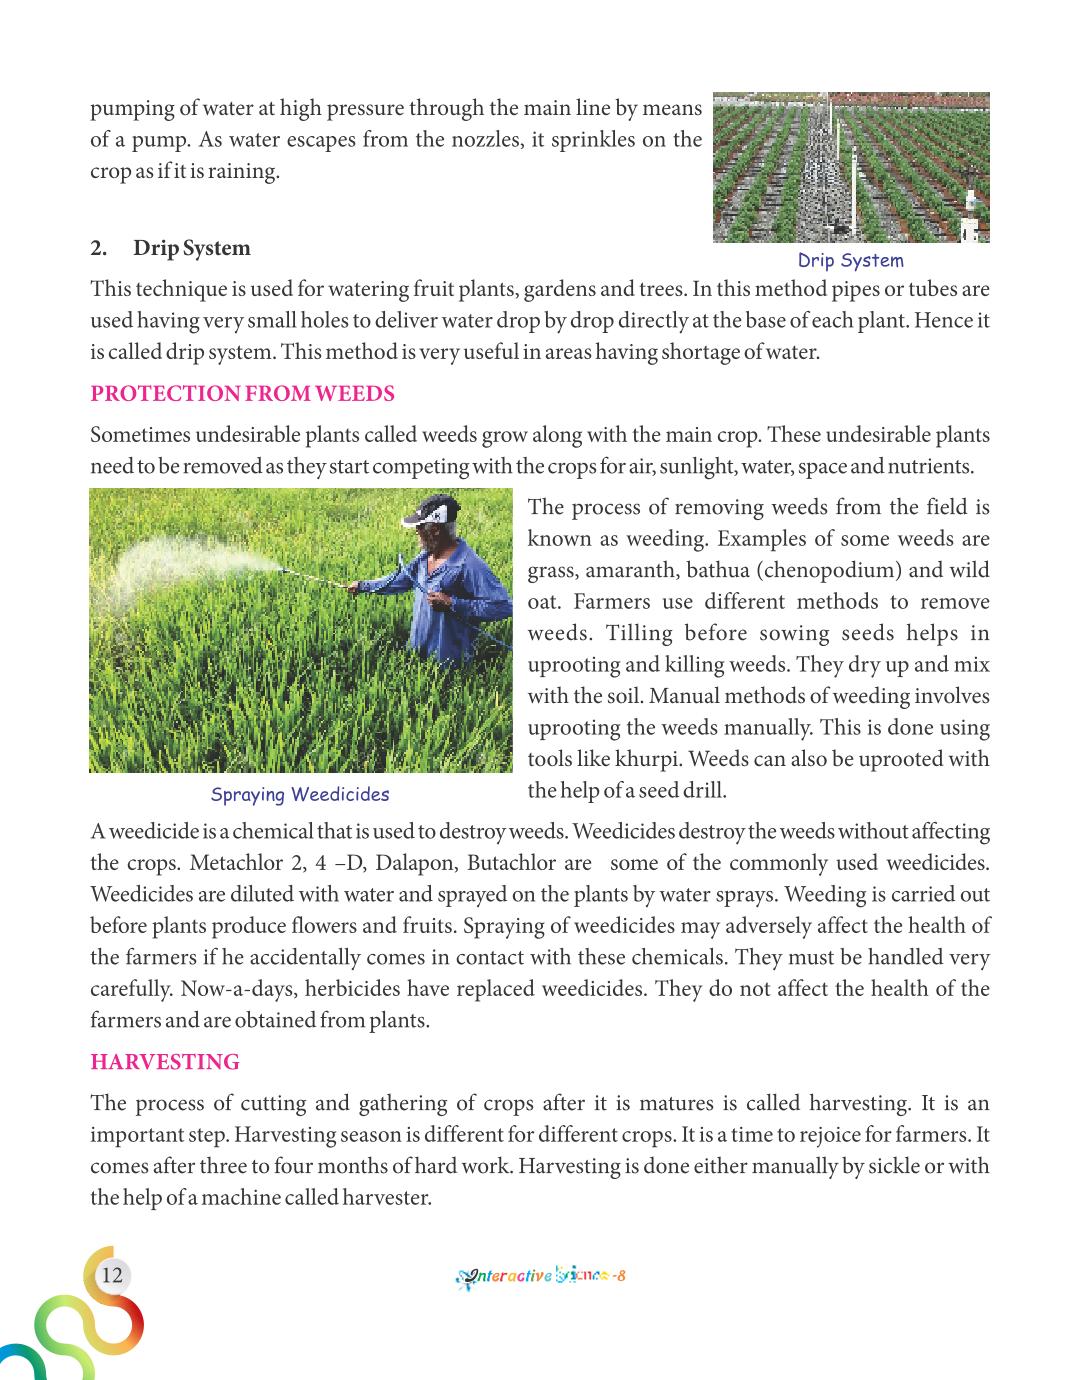 pumping of water at high pressure through the main line by means
of a pump. As water escapes from the nozzles, it sprinkles on the
crop as if it is raining.
Drip System
2. Drip System
This technique is used for watering fruit plants, gardens and trees. In this method pipes or tubes are
used having very small holes to deliver water drop by drop directly at the base of each plant. Hence it
is called drip system. This method is very useful in areas having shortage of water.
PROTECTION FROM WEEDS
Sometimes undesirable plants called weeds grow along with the main crop. These undesirable plants
need to be removed as they start competing with the crops for air, sunlight, water, space and nutrients.
The process of removing weeds from the field is
known as weeding. Examples of some weeds are
grass, amaranth, bathua (chenopodium) and wild
oat. Farmers use different methods to remove
weeds. Tilling before sowing seeds helps in
uprooting and killing weeds. They dry up and mix
with the soil. Manual methods of weeding involves
uprooting the weeds manually. This is done using
tools like khurpi. Weeds can also be uprooted with
the help of a seed drill.
Spraying Weedicides
A weedicide is a chemical that is used to destroy weeds. Weedicides destroy the weeds without affecting
the crops. Metachlor 2, 4 –D, Dalapon, Butachlor are some of the commonly used weedicides.
Weedicides are diluted with water and sprayed on the plants by water sprays. Weeding is carried out
before plants produce flowers and fruits. Spraying of weedicides may adversely affect the health of
the farmers if he accidentally comes in contact with these chemicals. They must be handled very
carefully. Now-a-days, herbicides have replaced weedicides. They do not affect the health of the
farmers and are obtained from plants.
HARVESTING
The process of cutting and gathering of crops after it is matures is called harvesting. It is an
important step. Harvesting season is different for different crops. It is a time to rejoice for farmers. It
comes after three to four months of hard work. Harvesting is done either manually by sickle or with
the help of a machine called harvester.
12
Interactive Science -8